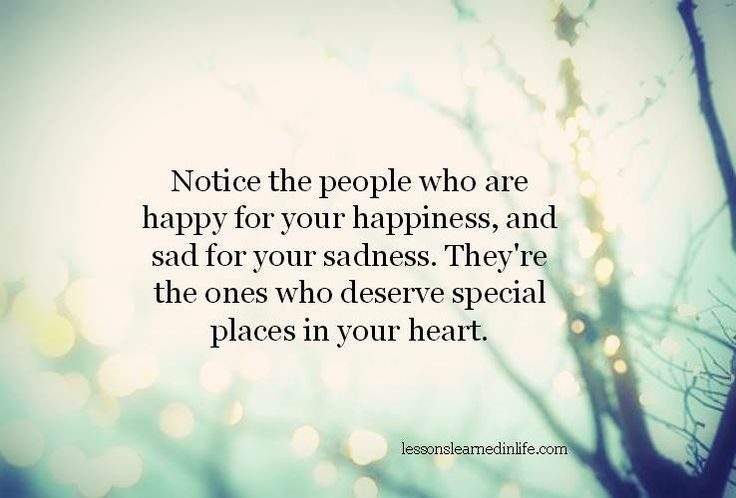 Notice the people who are
happy for your happiness, and
sad for your sadness. They're
the ones who deserve special
places in your heart.
lessonslearnedinlife.com